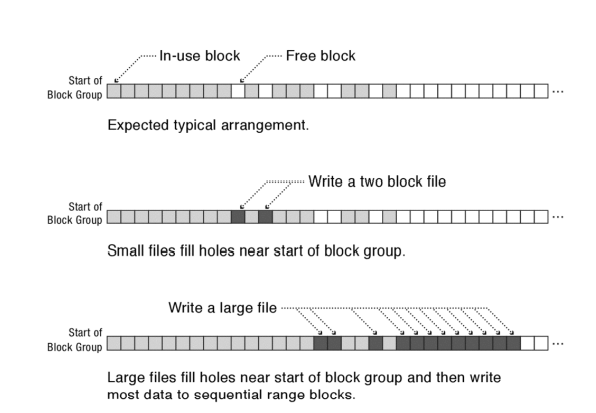 In-use block
Free block
Start of
Block Group
...
Expected typical arrangement.
Write a two block file
Start of
Block Group
...
Small files fill holes near start of block group.
Write a large file
Start of
Block Group
...
Large files fill holes near start of block group and then write
most data to sequential range blocks.